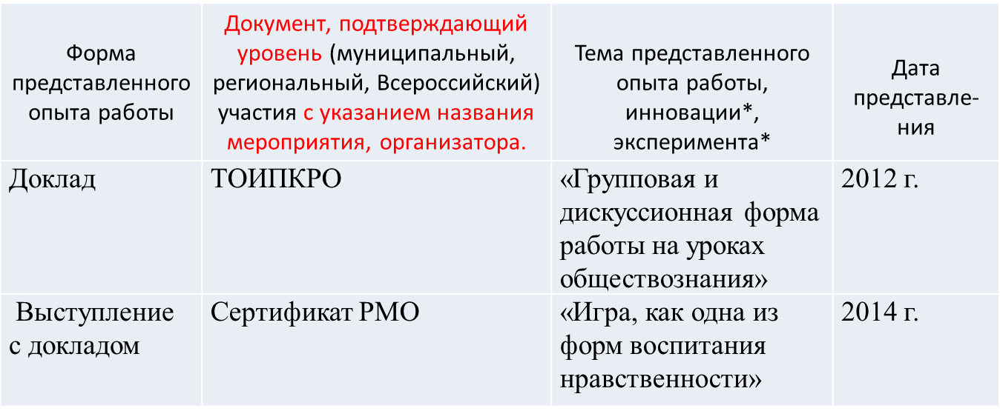 Форма
представленного
опыта работы
Документ, подтверждающий
уровень (муниципальный,
региональный, Всероссийский)
участия с указанием названия
мероприятия, организатора.
Тема представленного
опыта работы,
инновации*,
эксперимента*
Дата
представле-
ния
Доклад
ТОИПКРО
«Групповая и
дискуссионная форма
работы на уроках
обществознания»
2012 г.
Выступление
с докладом
Сертификат РМО
«Игра, как одна из
форм воспитания
нравственности»
2014 г.